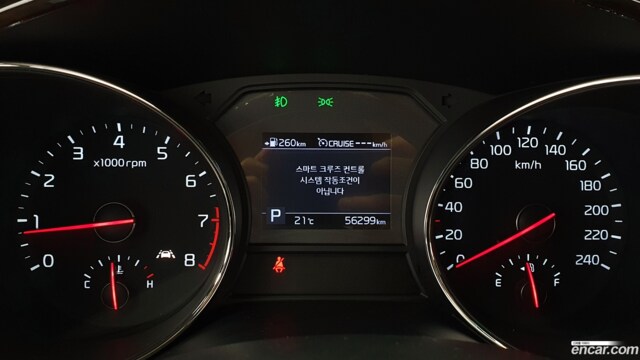 260km CRUISE---km/h
스마트 크루즈 컨트롤
시스템 작동조건이
아닙니다
P 21℃ 56299km
x1000 rpm
0 1 2 3 4 5 6 7 8
C H
km/h
0 20 40 60 80 100 120 140 160 180 200 220 240
E F
encar.com